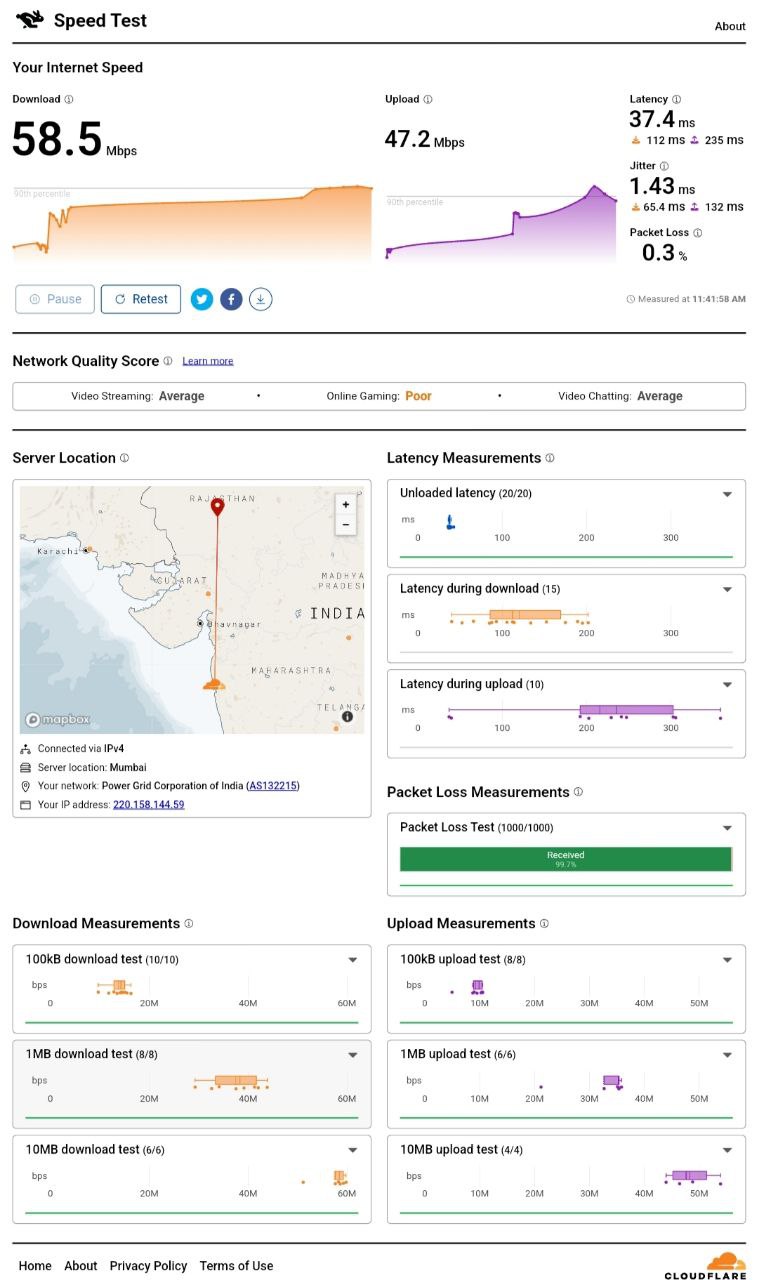 Speed Test
About
Your Internet Speed
Download
58.5 Mbps
90th percentile
Upload
47.2 Mbps
90th percentile
Latency
37.4 ms
112 ms 235 ms
Jitter
1.43 ms
65.4 ms 132 ms
Packet Loss
0.3 %
Pause
Retest
Measured at 11:41:58 AM
Network Quality Score Learn more
Video Streaming: Average • Online Gaming: Poor • Video Chatting: Average
Server Location
RAJASTHAN
+
−
Karachi
GUJARAT
MADHYA
PRADESH
INDIA
Bhavnagar
MAHARASHTRA
TELANGA
mapbox
Connected via IPv4
Server location: Mumbai
Your network: Power Grid Corporation of India (AS132215)
Your IP address: 220.158.144.59
Latency Measurements
Unloaded latency (20/20)
ms
0 100 200 300
Latency during download (15)
ms
0 100 200 300
Latency during upload (10)
ms
0 100 200 300
Packet Loss Measurements
Packet Loss Test (1000/1000)
Received
99.7%
Download Measurements
100kB download test (10/10)
bps
0 20M 40M 60M
1MB download test (8/8)
bps
0 20M 40M 60M
10MB download test (6/6)
bps
0 20M 40M 60M
Upload Measurements
100kB upload test (8/8)
bps
0 10M 20M 30M 40M 50M
1MB upload test (6/6)
bps
0 10M 20M 30M 40M 50M
10MB upload test (4/4)
bps
0 10M 20M 30M 40M 50M
Home About Privacy Policy Terms of Use
CLOUDFLARE